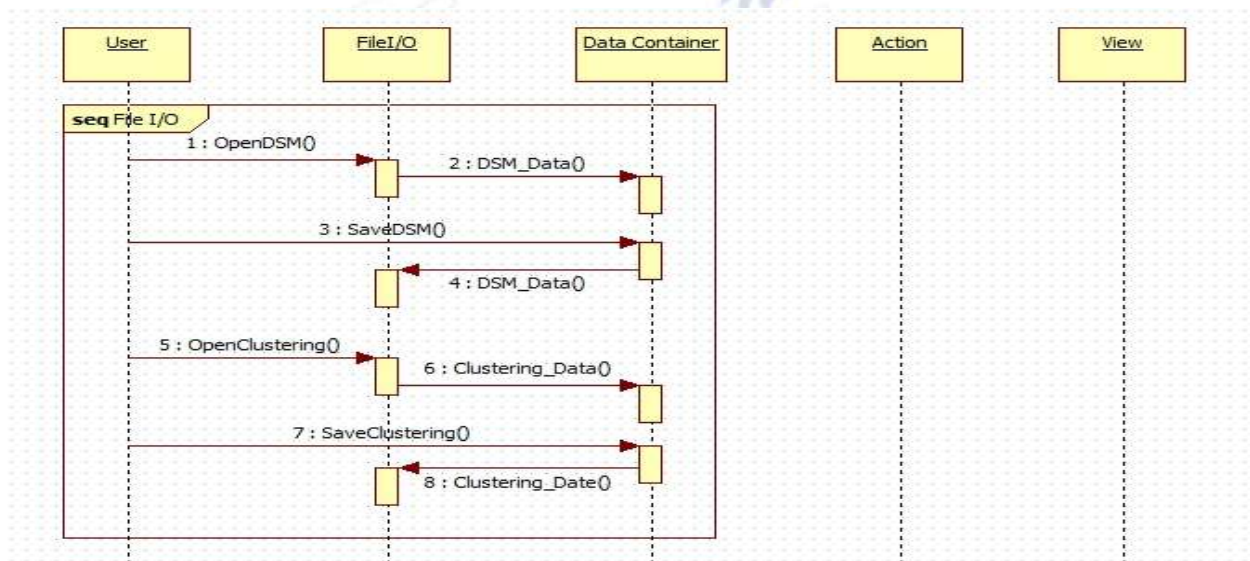 User
FileI/O
Data Container
Action
View
seq File I/O
1 : OpenDSM()
2 : DSM_Data()
3 : SaveDSM()
4 : DSM_Data()
5 : OpenClustering()
6 : Clustering_Data()
7 : SaveClustering()
8 : Clustering_Date()